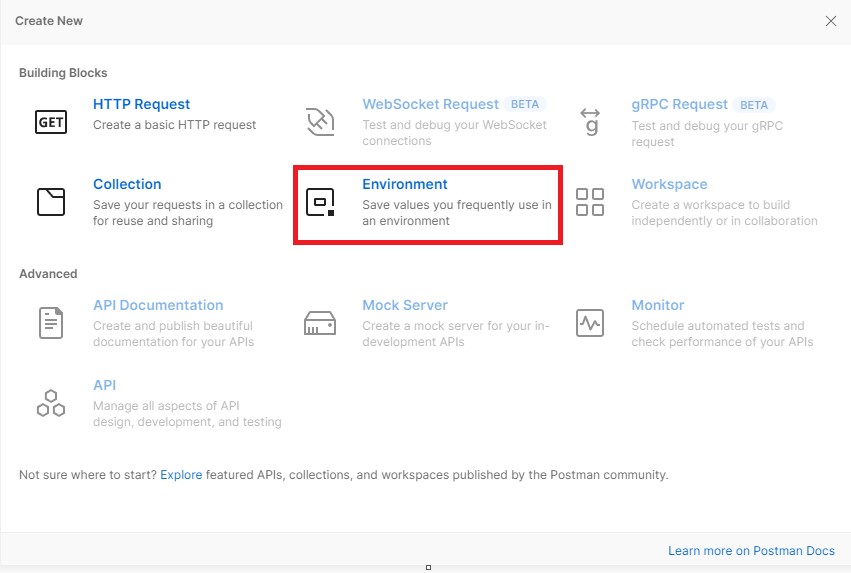 Create New
Building Blocks
GET
HTTP Request
Create a basic HTTP request
WebSocket Request BETA
Test and debug your WebSocket
connections
g
gRPC Request BETA
Test and debug your gRPC
request
Collection
Save your requests in a collection
for reuse and sharing
Environment
Save values you frequently use in
an environment
Workspace
Create a workspace to build
independently or in collaboration
Advanced
API Documentation
Create and publish beautiful
documentation for your APIs
Mock Server
Create a mock server for your in-
development APIs
Monitor
Schedule automated tests and
check performance of your APIs
API
Manage all aspects of API
design, development, and testing
Not sure where to start? Explore featured APIs, collections, and workspaces published by the Postman community.
Learn more on Postman Docs